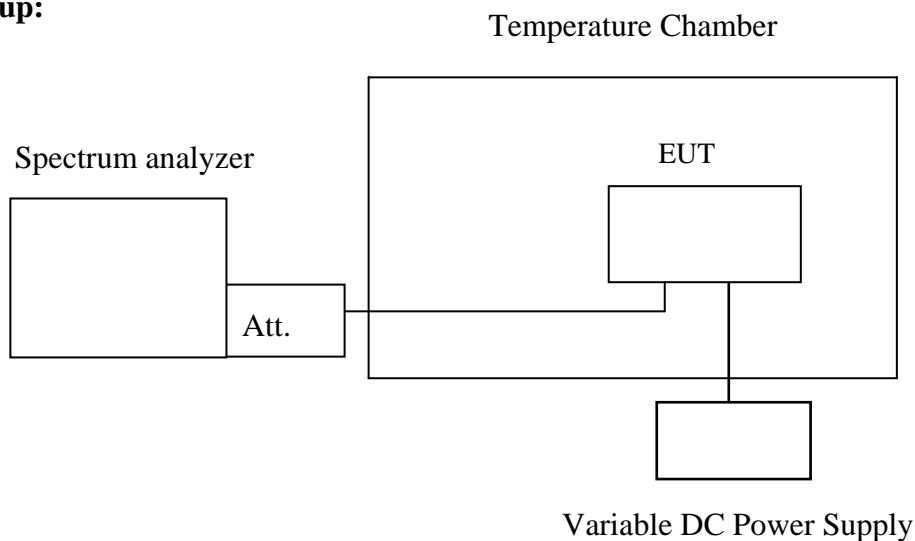 up:
Temperature Chamber
Spectrum analyzer
EUT
Att.
Variable DC Power Supply